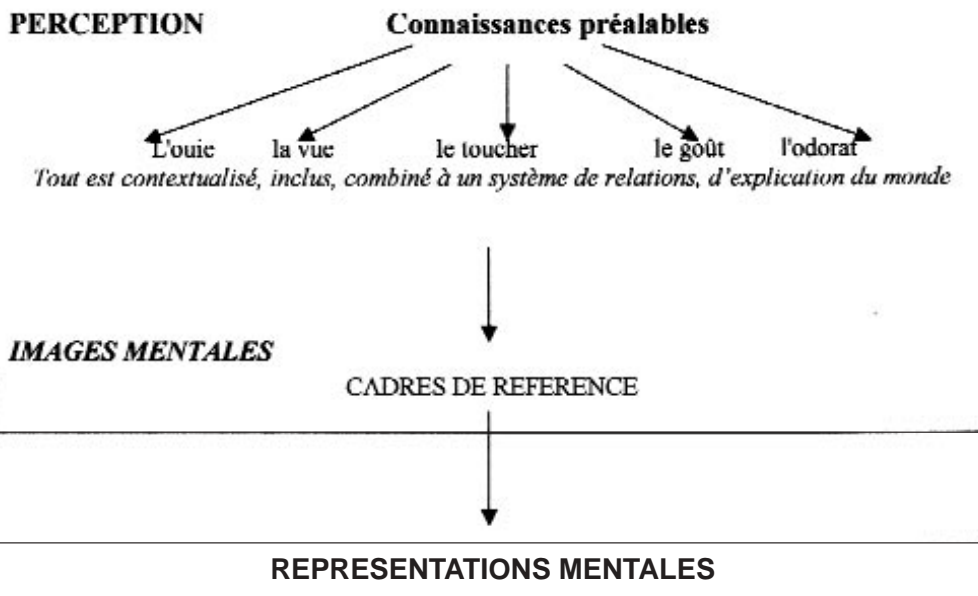 PERCEPTION Connaissances préalables
L'ouie la vue le toucher le goût l'odorat
Tout est contextualisé, inclus, combiné à un système de relations, d'explication du monde
IMAGES MENTALES
CADRES DE REFERENCE
REPRESENTATIONS MENTALES